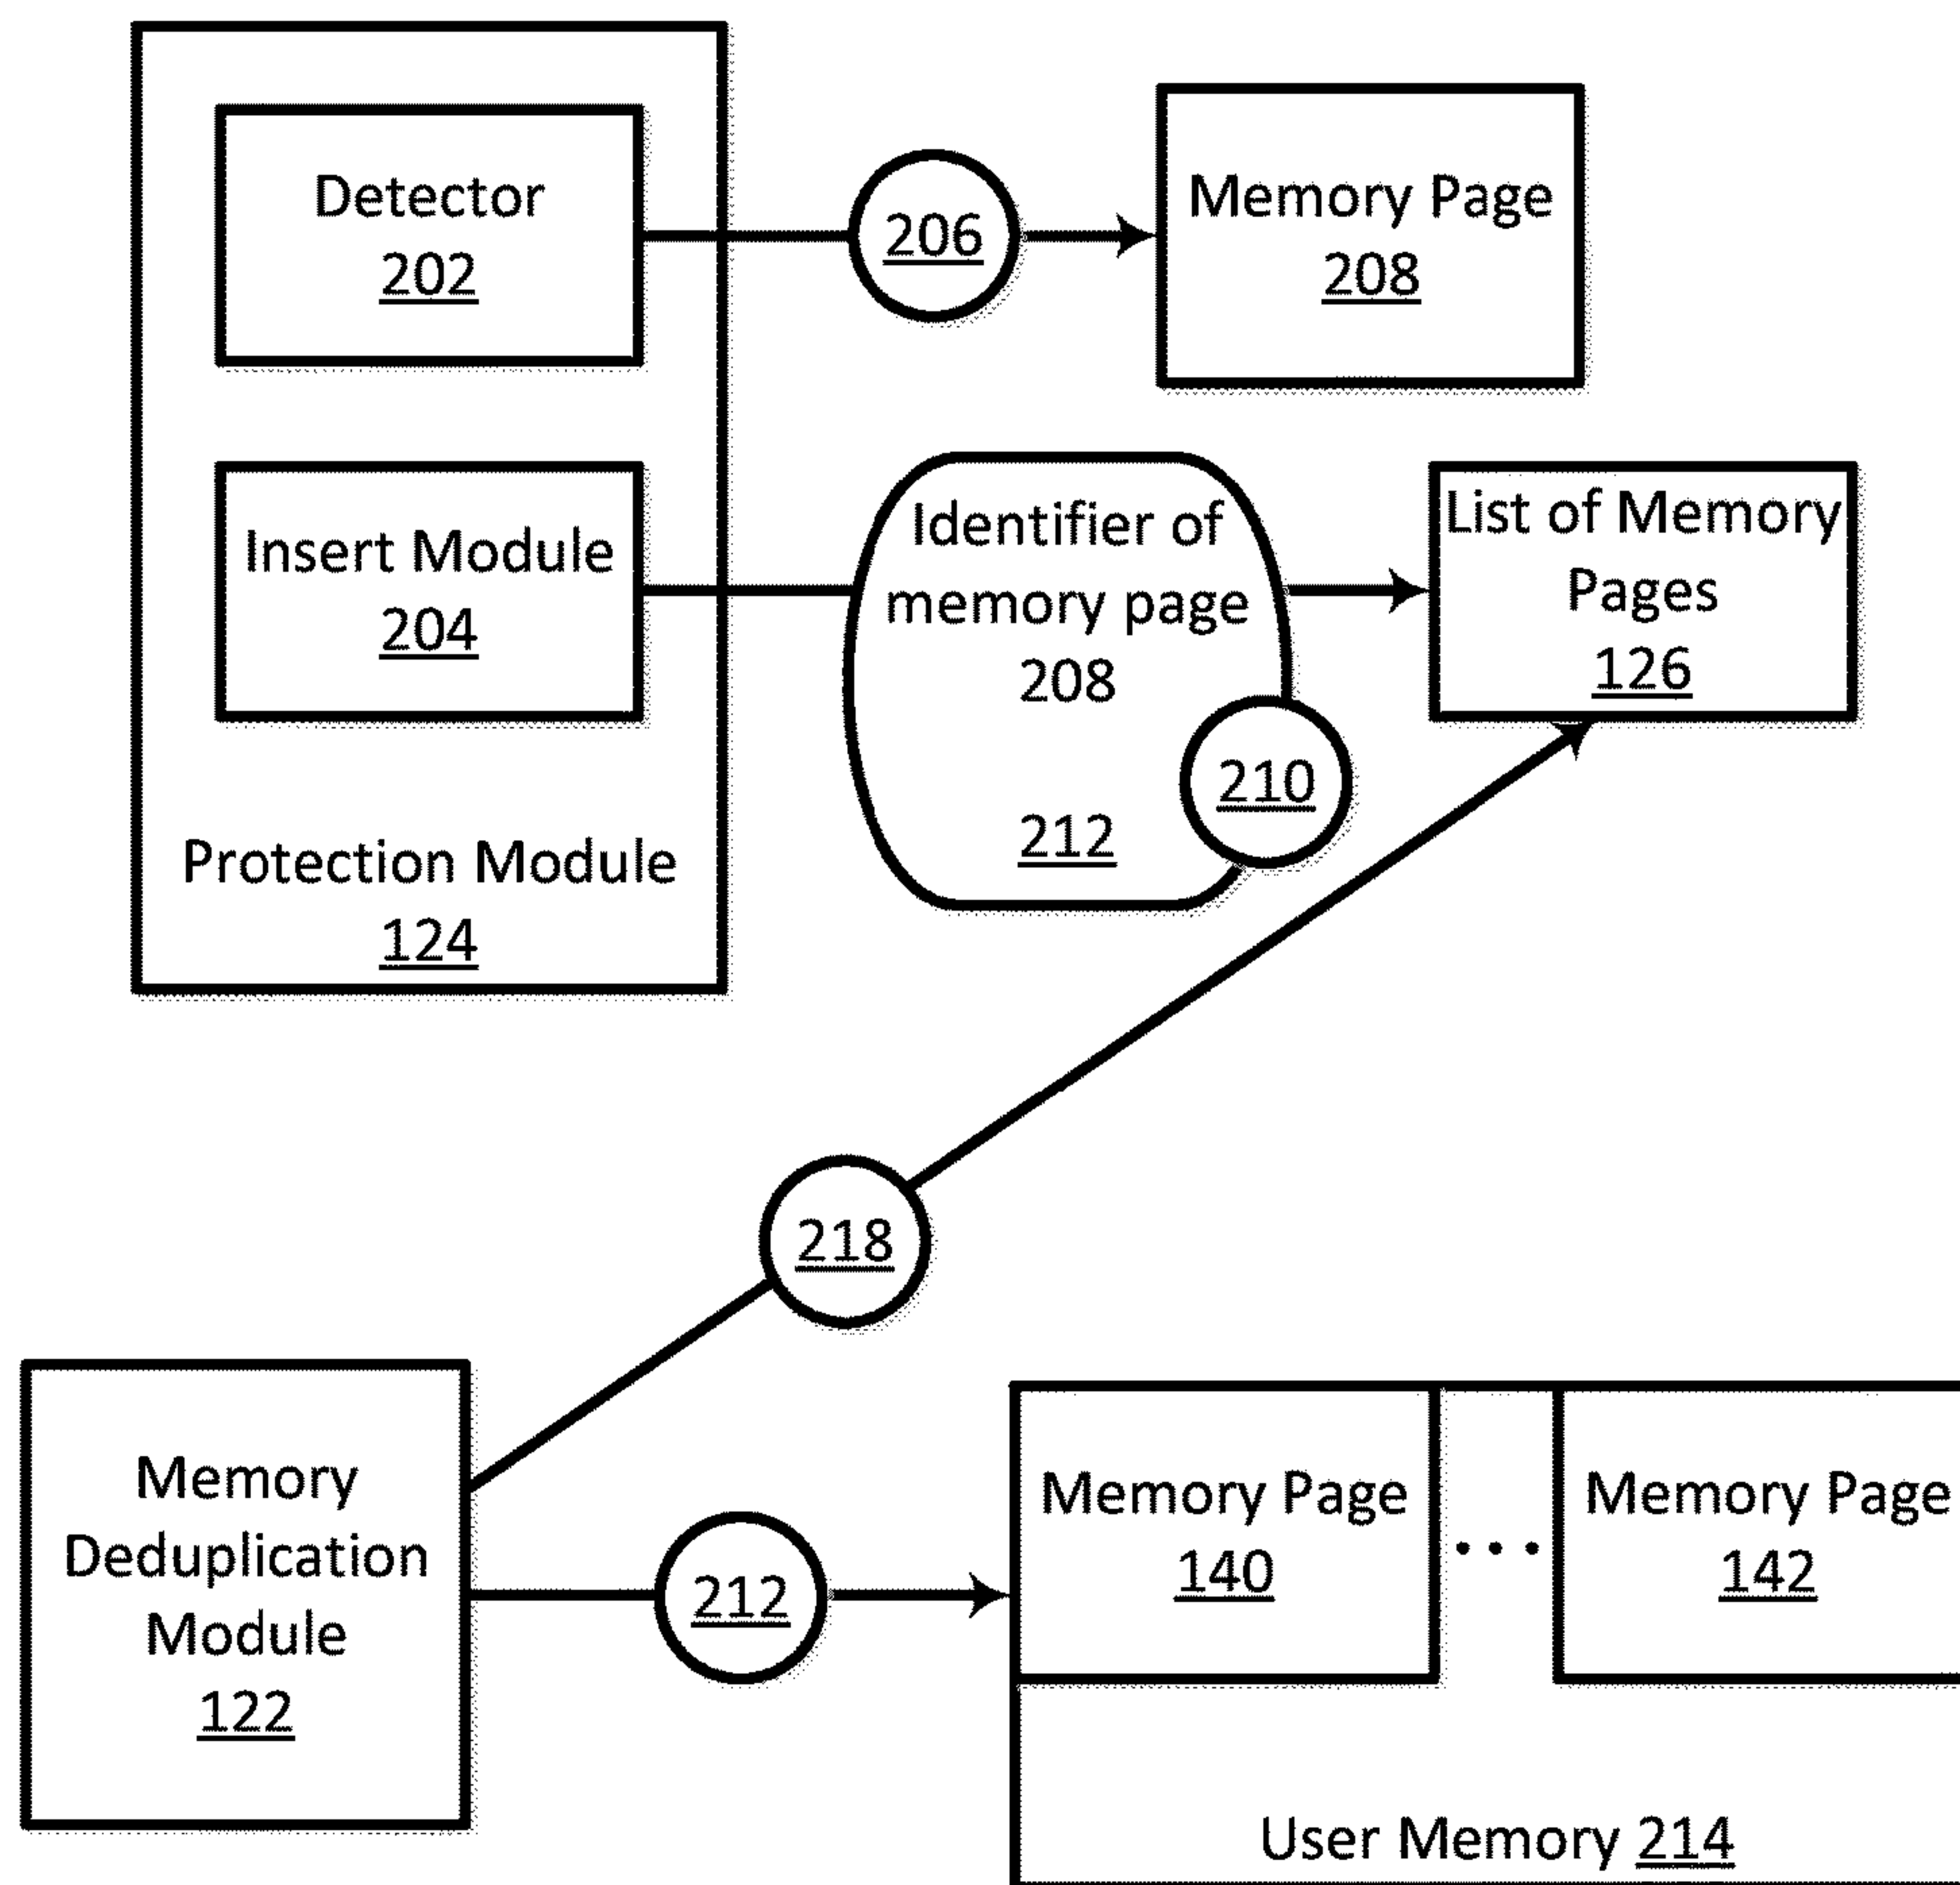 Detector
202
206
Memory Page
208
Insert Module
204
Identifier of
memory page
208
212
210
List of Memory
Pages
126
Protection Module
124
218
Memory
Deduplication
Module
122
212
Memory Page
140
...
Memory Page
142
User Memory 214